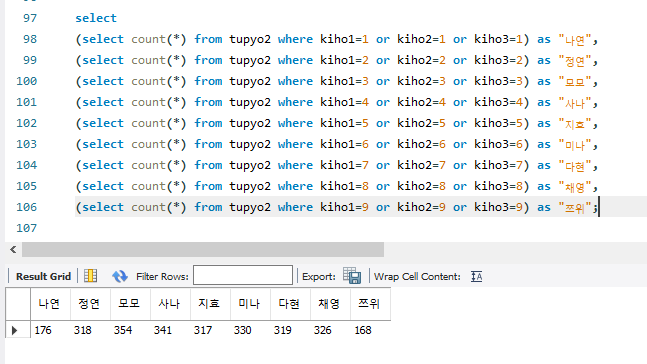 97 select
98 (select count(*) from tupyo2 where kiho1=1 or kiho2=1 or kiho3=1) as "나연",
99 (select count(*) from tupyo2 where kiho1=2 or kiho2=2 or kiho3=2) as "정연",
100 (select count(*) from tupyo2 where kiho1=3 or kiho2=3 or kiho3=3) as "모모",
101 (select count(*) from tupyo2 where kiho1=4 or kiho2=4 or kiho3=4) as "사나",
102 (select count(*) from tupyo2 where kiho1=5 or kiho2=5 or kiho3=5) as "지효",
103 (select count(*) from tupyo2 where kiho1=6 or kiho2=6 or kiho3=6) as "미나",
104 (select count(*) from tupyo2 where kiho1=7 or kiho2=7 or kiho3=7) as "다현",
105 (select count(*) from tupyo2 where kiho1=8 or kiho2=8 or kiho3=8) as "채영",
106 (select count(*) from tupyo2 where kiho1=9 or kiho2=9 or kiho3=9) as "쯔위";
107
Result Grid Filter Rows: Export: Wrap Cell Content:
나연 정연 모모 사나 지효 미나 다현 채영 쯔위
176 318 354 341 317 330 319 326 168